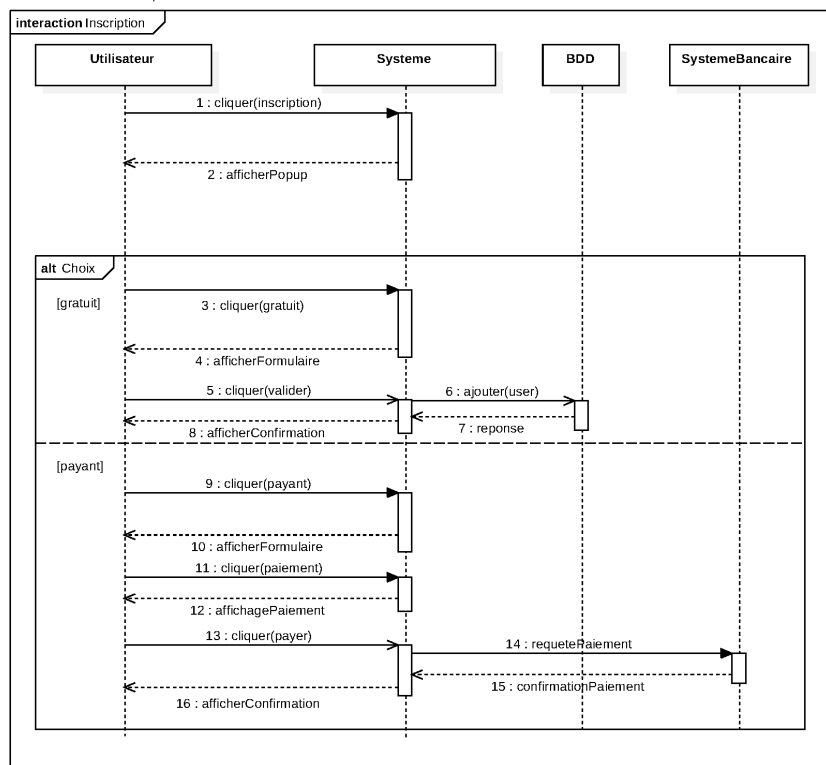 interaction Inscription
Utilisateur
Systeme
BDD
SystemeBancaire
1 : cliquer(inscription)
2 : afficherPopup
alt Choix
[gratuit]
3 : cliquer(gratuit)
4 : afficherFormulaire
5 : cliquer(valider)
6 : ajouter(user)
7 : reponse
8 : afficherConfirmation
[payant]
9 : cliquer(payant)
10 : afficherFormulaire
11 : cliquer(paiement)
12 : affichagePaiement
13 : cliquer(payer)
14 : requetePaiement
15 : confirmationPaiement
16 : afficherConfirmation